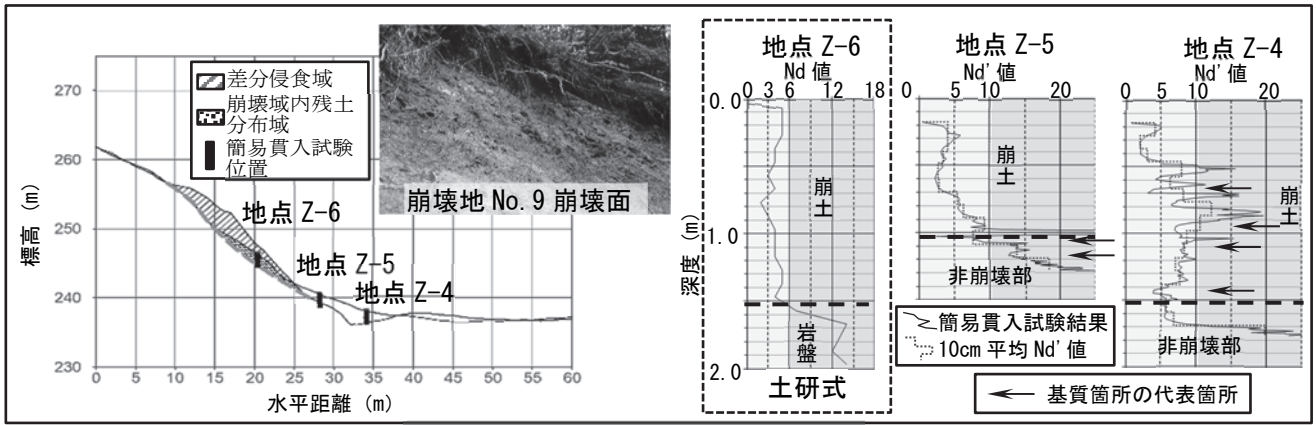 差分侵食域
崩壊域内残土
分布域
簡易貫入試験
位置
崩壊地 No.9 崩壊面
地点 Z-6
地点 Z-5
地点 Z-4
標高 (m)
270
260
250
240
230
0 5 10 15 20 25 30 35 40 45 50 55 60
水平距離 (m)
地点 Z-6
Nd 値
0 3 6 12 18
深度 (m)
0.0
1.0
2.0
崩土
岩盤
土研式
地点 Z-5
Nd' 値
0 10 20
崩土
非崩壊部
地点 Z-4
Nd' 値
0 5 10 20
崩土
非崩壊部
簡易貫入試験結果
10cm 平均 Nd' 値
基質箇所の代表箇所